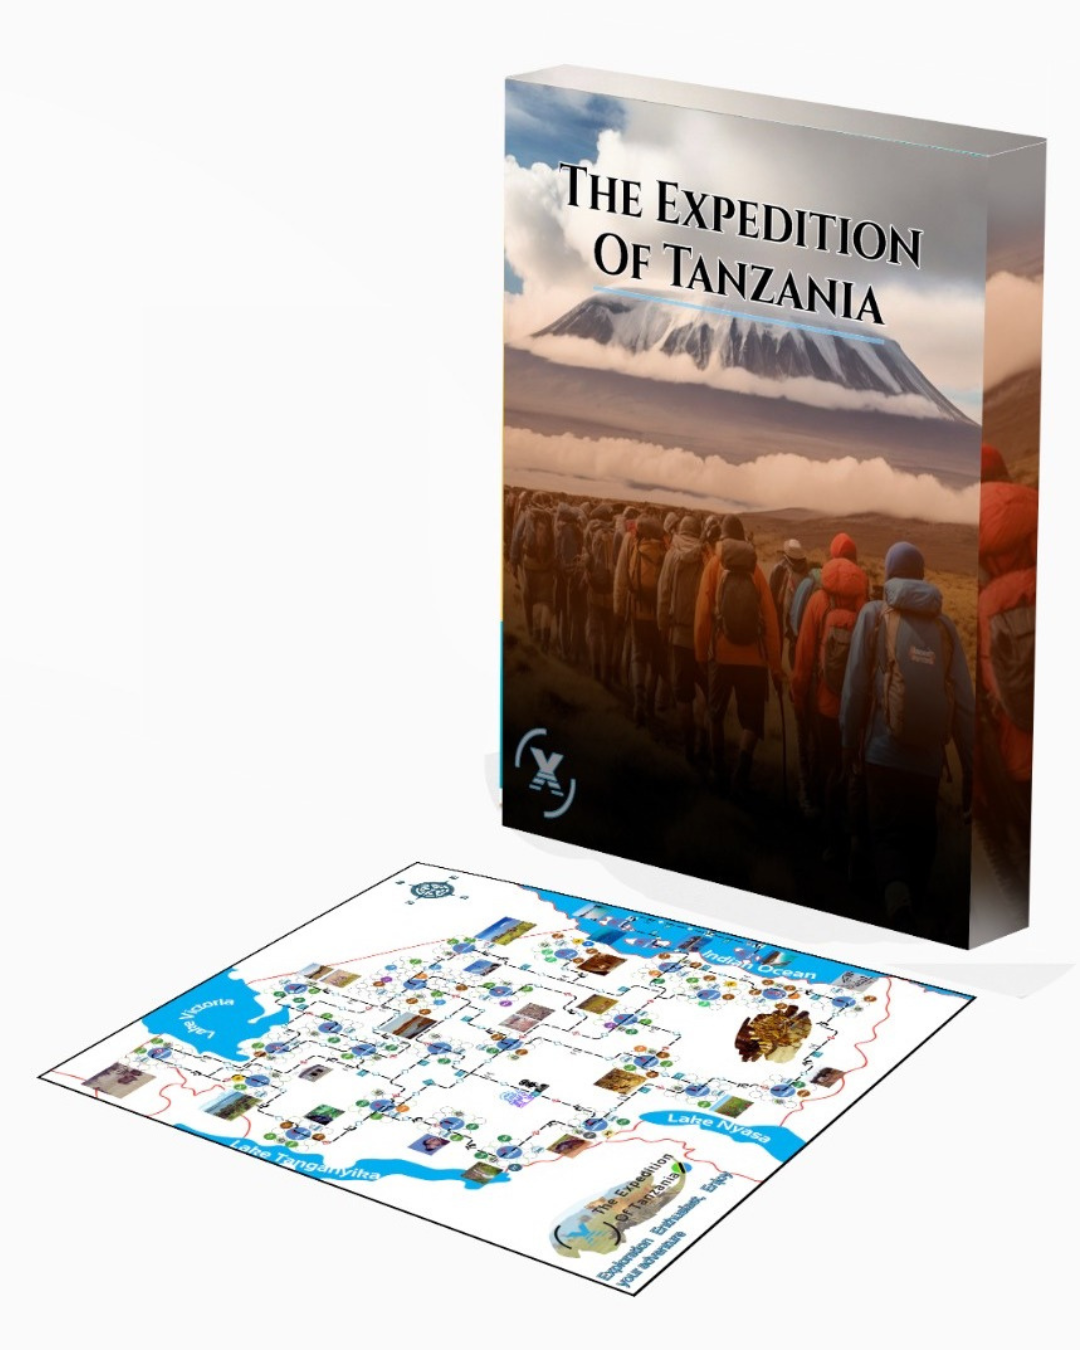 The Expedition
Of Tanzania
X
Indian Ocean
Lake Victoria
Lake Nyasa
Lake Tanganyika
The Expedition
Of Tanzania
Exploration Enthusiast, Enjoy
your adventure